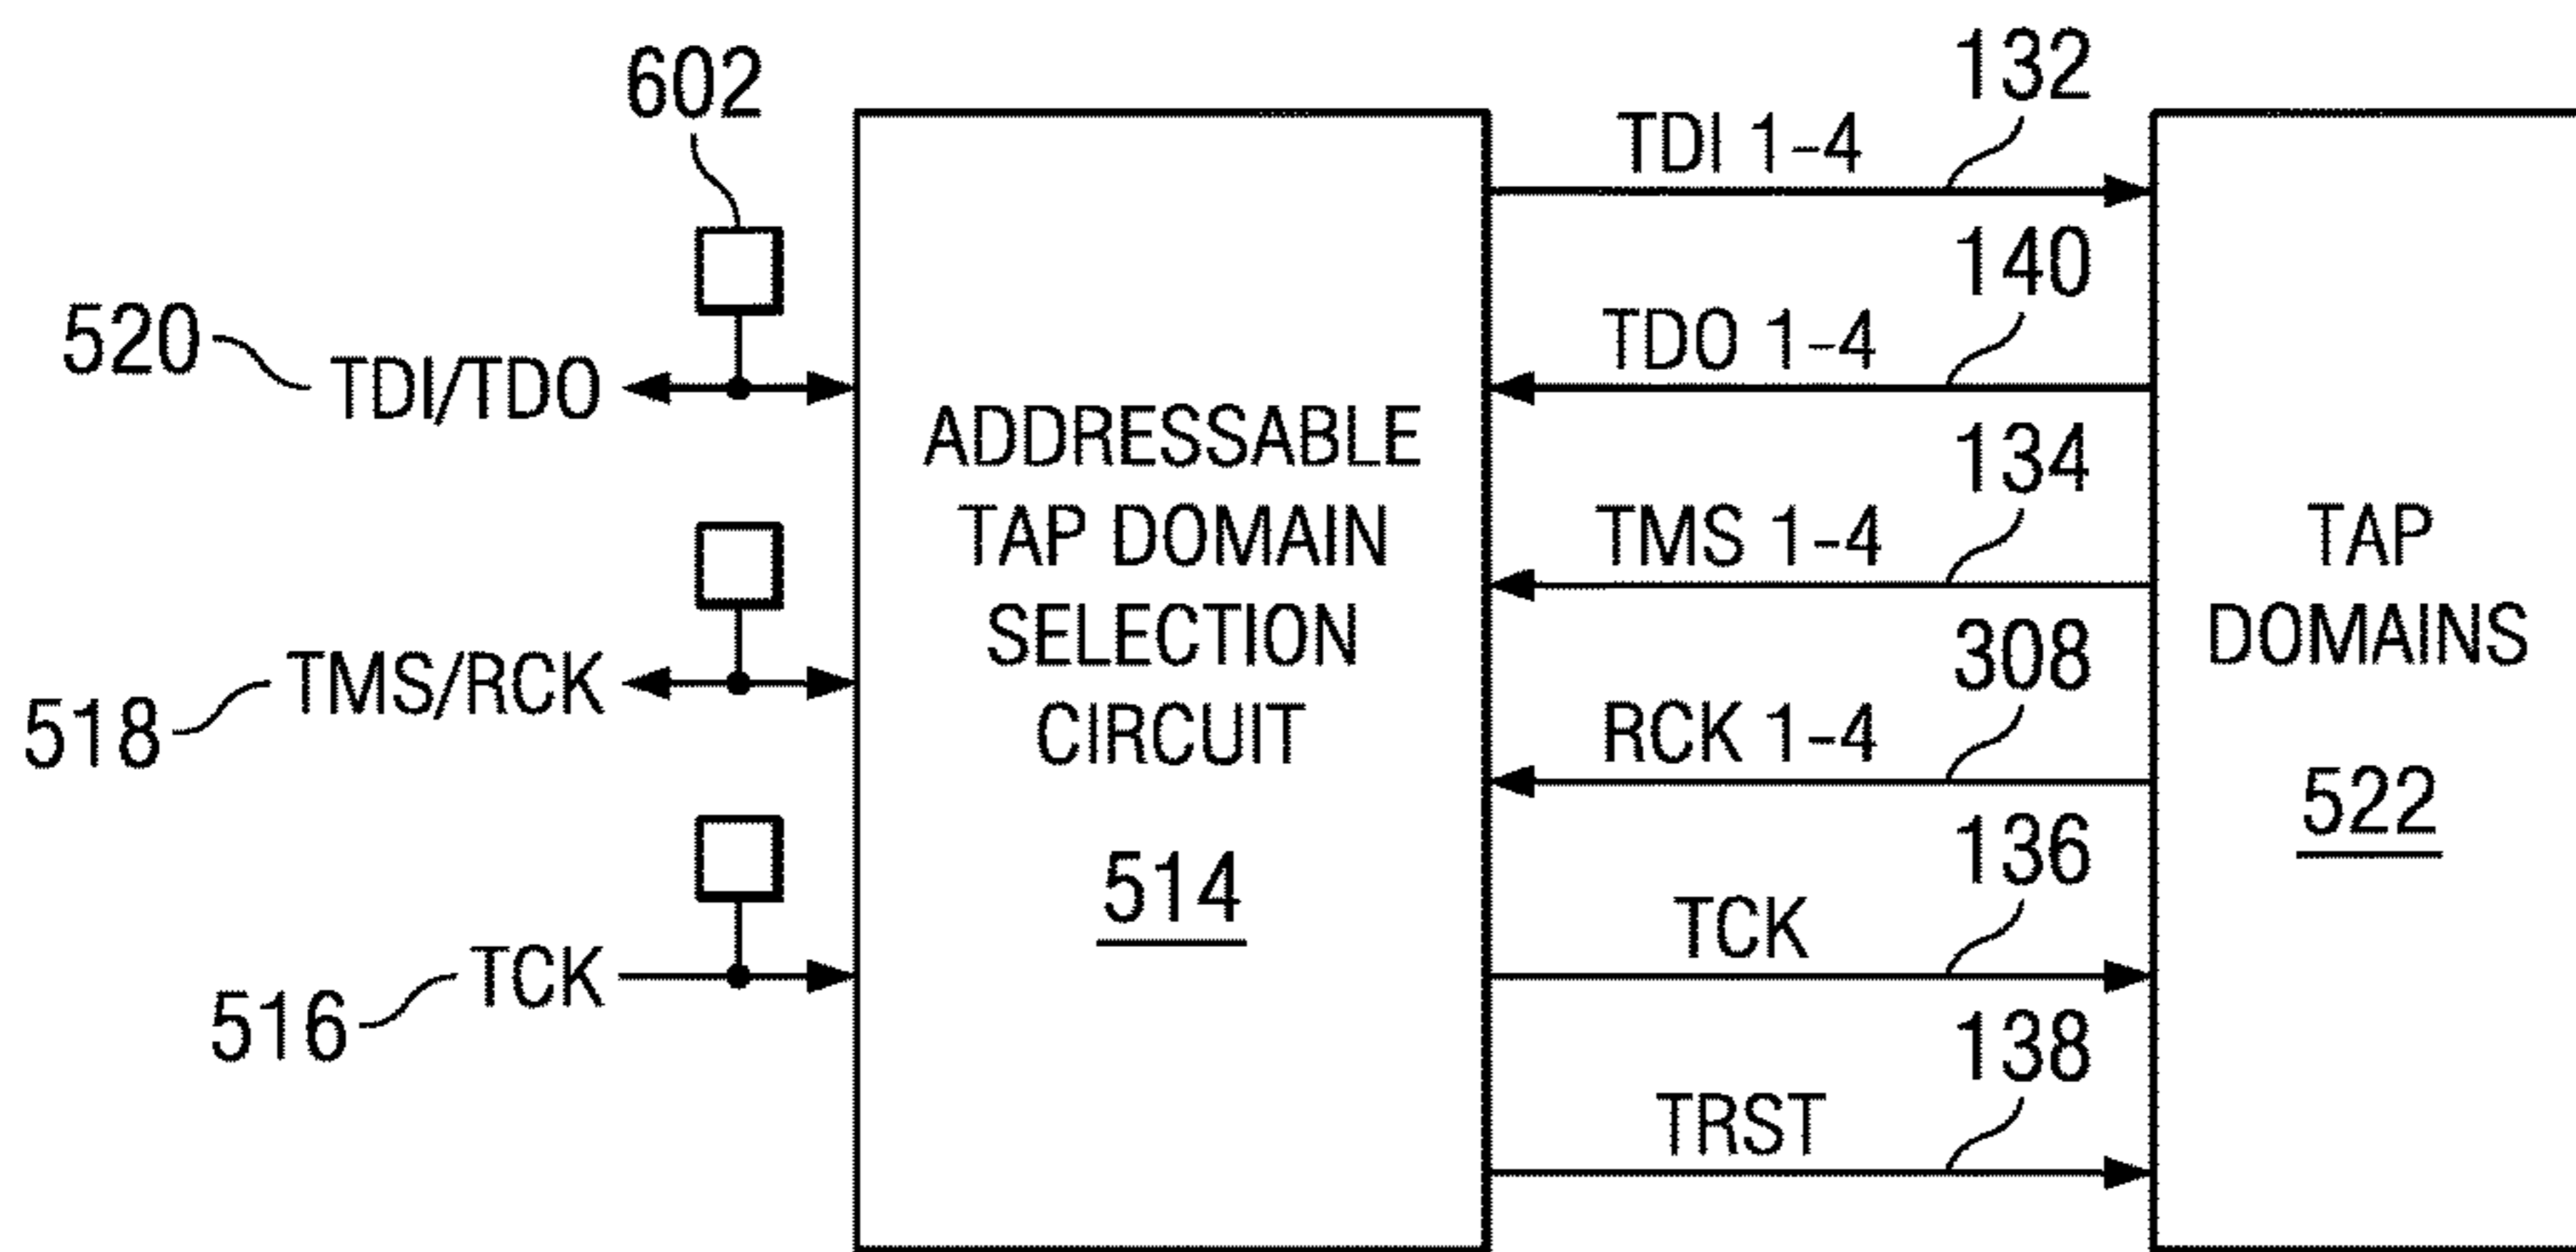 602
520
TDI/TDO
518
TMS/RCK
516
TCK
ADDRESSABLE
TAP DOMAIN
SELECTION
CIRCUIT
514
132
TDI 1-4
140
TDO 1-4
134
TMS 1-4
308
RCK 1-4
136
TCK
138
TRST
TAP
DOMAINS
522